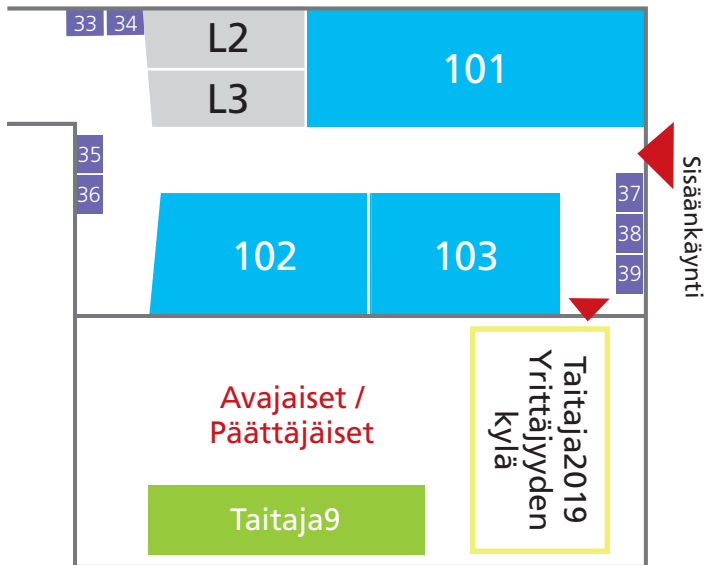 33
34
L2
L3
101
Sisäänkäynti
35
36
37
38
39
102
103
Avajaiset /
Päättäjäiset
Taitaja2019
Yrittäjyyden
kylä
Taitaja9